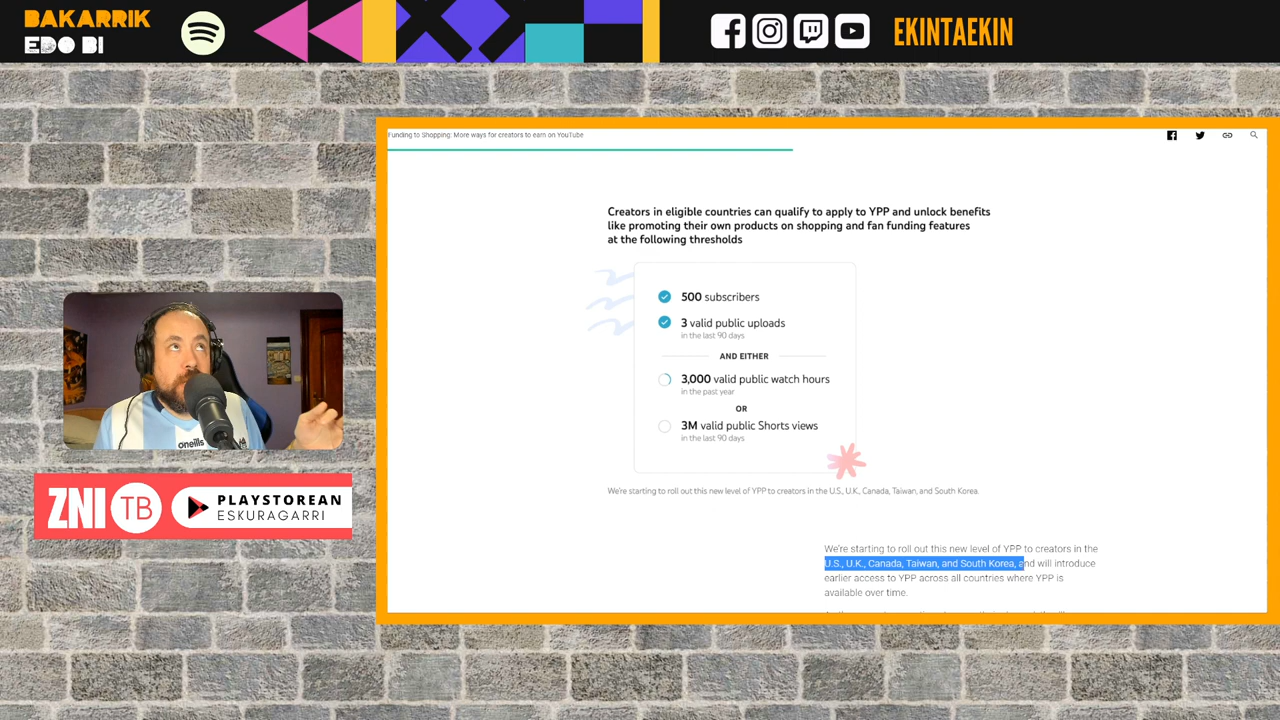 BAKARRIK
EDO BI
EKINTAEKIN
Funding to Shopping: More ways for creators to earn on YouTube
Creators in eligible countries can qualify to apply to YPP and unlock benefits
like promoting their own products on shopping and fan funding features
at the following thresholds
500 subscribers
3 valid public uploads
in the last 90 days
AND EITHER
3,000 valid public watch hours
in the past year
OR
3M valid public Shorts views
in the last 90 days
We're starting to roll out this new level of YPP to creators in the U.S., U.K., Canada, Taiwan, and South Korea.
We're starting to roll out this new level of YPP to creators in the
U.S., U.K., Canada, Taiwan, and South Korea, and will introduce
earlier access to YPP across all countries where YPP is
available over time.
oneills
ZNI TB
PLAYSTOREAN
ESKURAGARRI